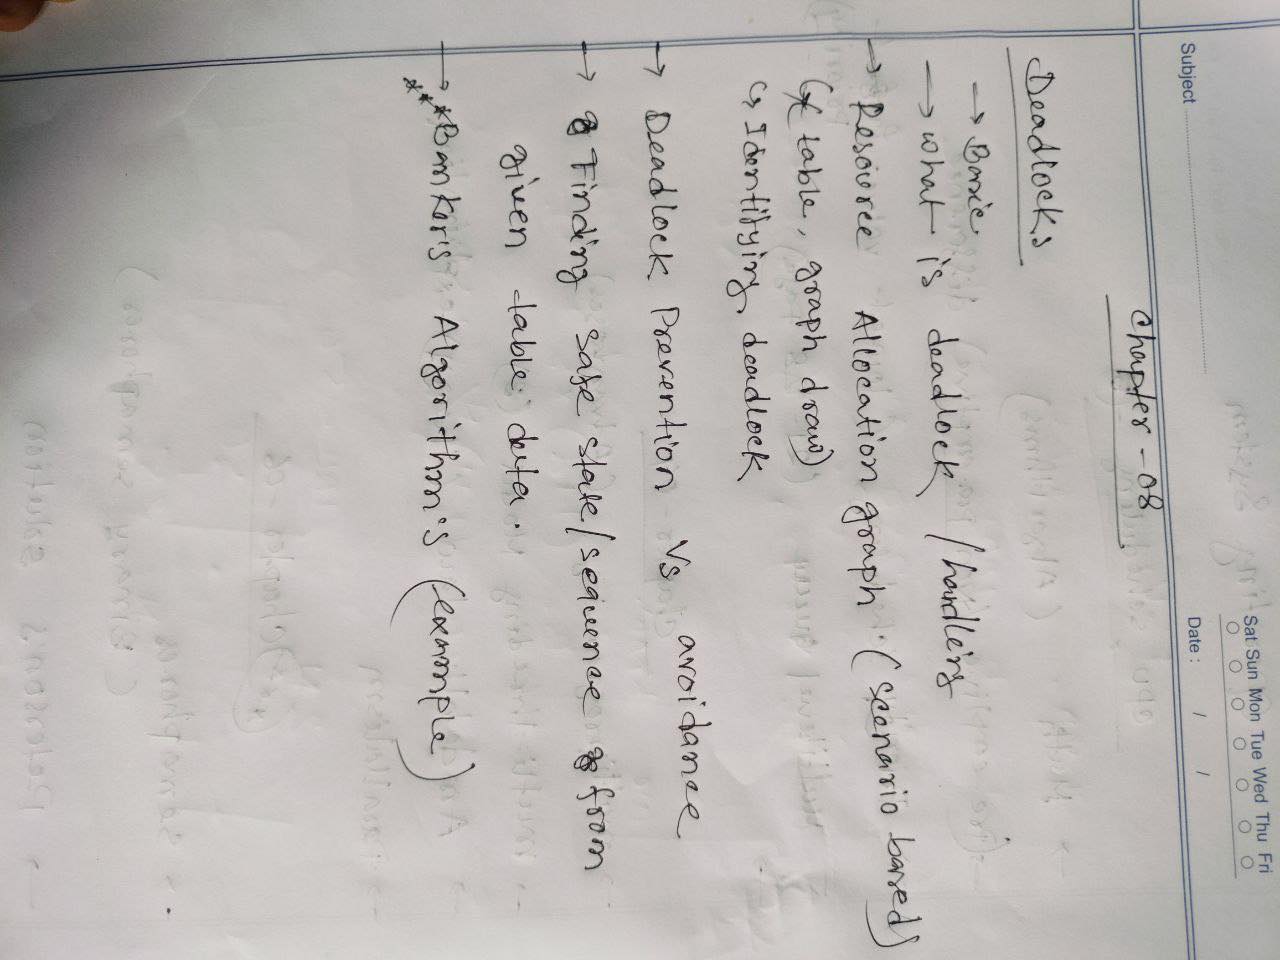 Subject
Sat Sun Mon Tue Wed Thu Fri
Date : / /
Chapter - 08
Deadlocks
→ Basic
→ what is deadlock / handling
→ Resource Allocation graph. (scenario based)
(table, graph draw)
↳ Identifying deadlock
→ Deadlock Prevention Vs avoidance
→ Finding safe state/sequence from
given table data.
→ ***Bankers Algorithm's (example)